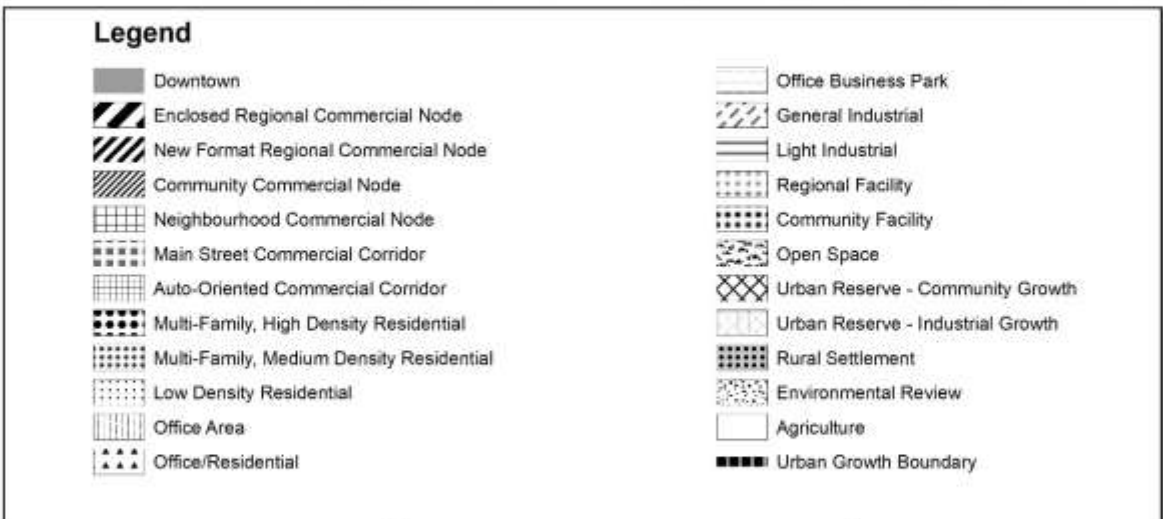 Legend
Downtown
Enclosed Regional Commercial Node
New Format Regional Commercial Node
Community Commercial Node
Neighbourhood Commercial Node
Main Street Commercial Corridor
Auto-Oriented Commercial Corridor
Multi-Family, High Density Residential
Multi-Family, Medium Density Residential
Low Density Residential
Office Area
Office/Residential
Office Business Park
General Industrial
Light Industrial
Regional Facility
Community Facility
Open Space
Urban Reserve - Community Growth
Urban Reserve - Industrial Growth
Rural Settlement
Environmental Review
Agriculture
Urban Growth Boundary